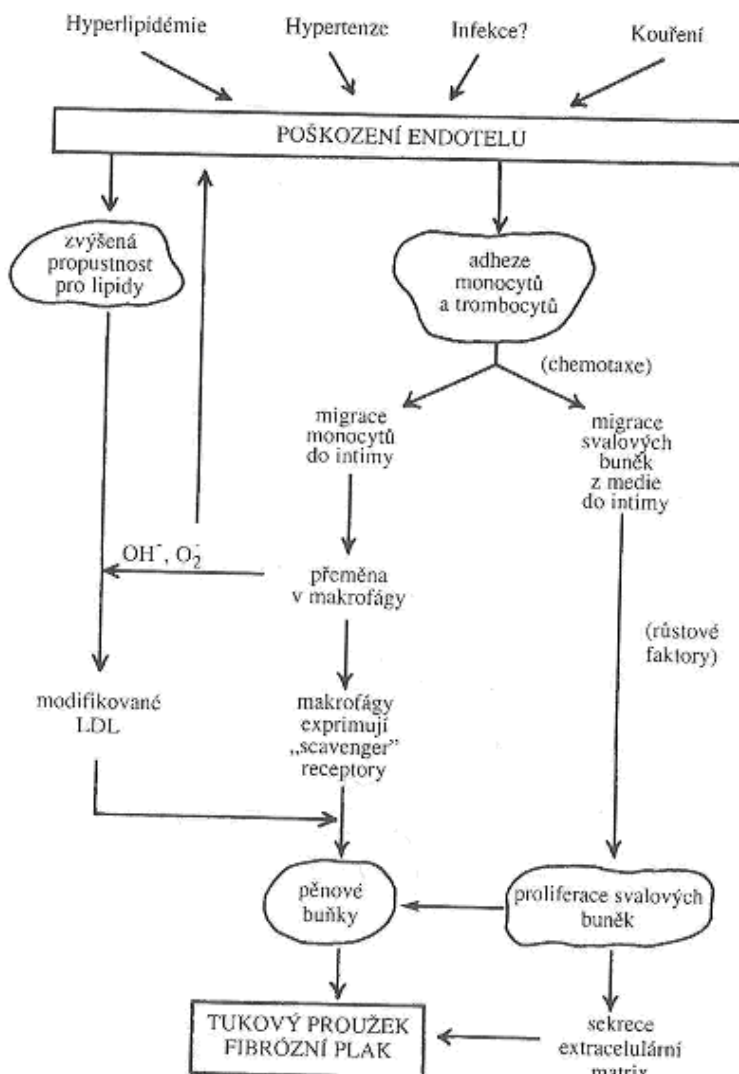 Hyperlipidémie
Hypertenze
Infekce?
Kouření
POŠKOZENÍ ENDOTELU
zvýšená
propustnost
pro lipidy
adheze
monocytů
a trombocytů
(chemotaxe)
migrace
monocytů
do intimy
migrace
svalových
buněk
z medie
do intimy
OH⁻, O₂⁻
přeměna
v makrofágy
(růstové
faktory)
modifikované
LDL
makrofágy
exprimují
„scavenger”
receptory
pěnové
buňky
proliferace svalových
buněk
TUKOVÝ PROUŽEK
FIBRÓZNÍ PLAK
sekrece
extracelulární
matrix